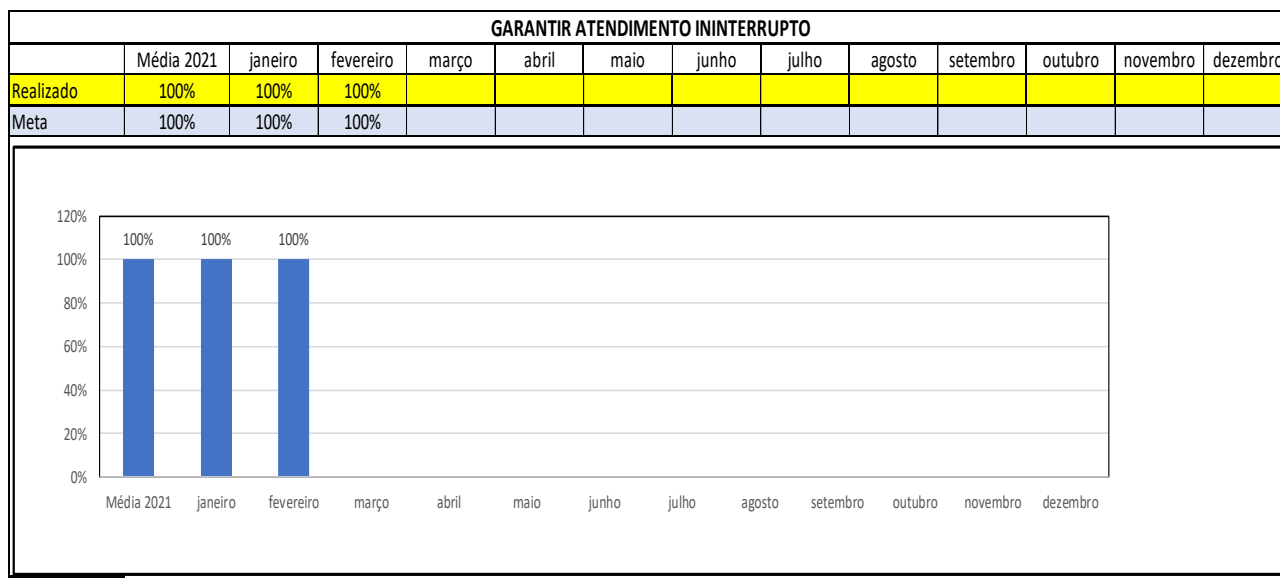 GARANTIR ATENDIMENTO ININTERRUPTO
Média 2021 janeiro fevereiro março abril maio junho julho agosto setembro outubro novembro dezembro
Realizado 100% 100% 100%
Meta 100% 100% 100%
120%
100% 100% 100%
100%
80%
60%
40%
20%
0%
Média 2021 janeiro fevereiro março abril maio junho julho agosto setembro outubro novembro dezembro